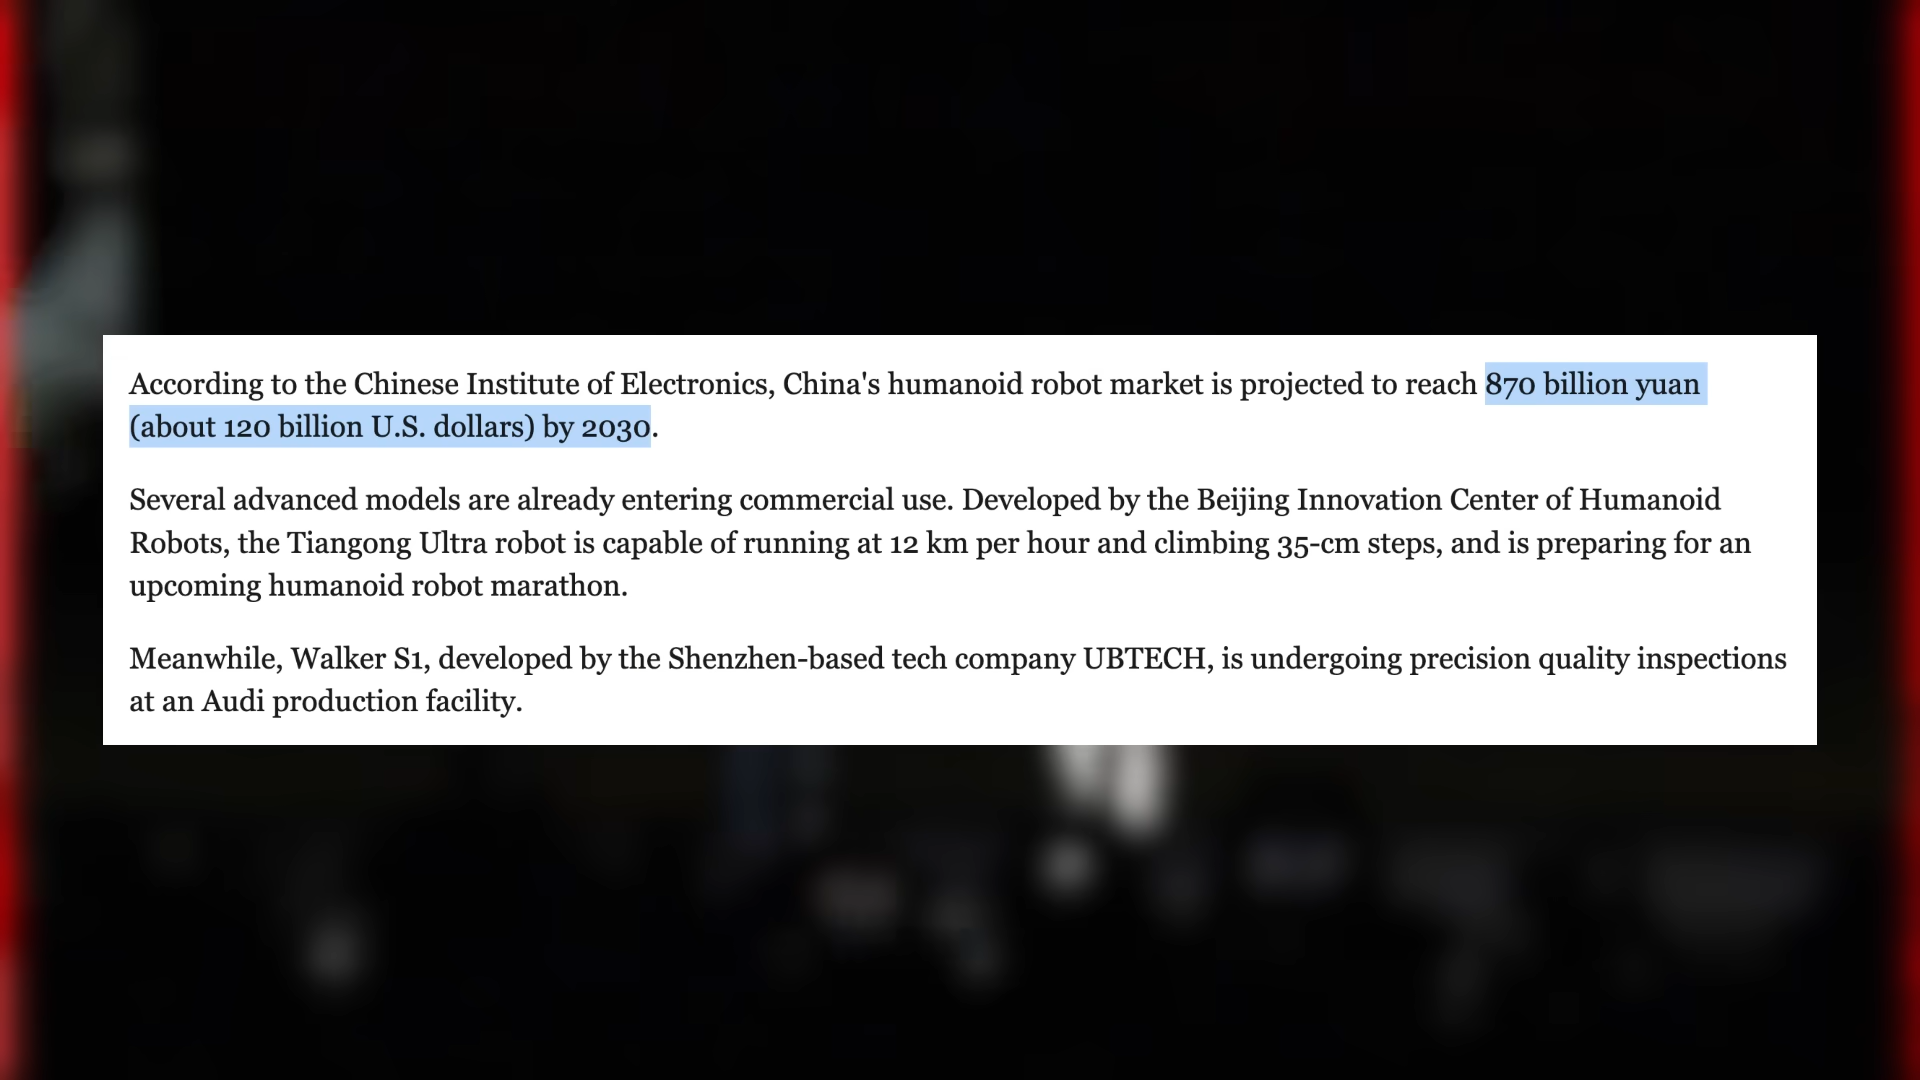 According to the Chinese Institute of Electronics, China's humanoid robot market is projected to reach 870 billion yuan
(about 120 billion U.S. dollars) by 2030.
Several advanced models are already entering commercial use. Developed by the Beijing Innovation Center of Humanoid
Robots, the Tiangong Ultra robot is capable of running at 12 km per hour and climbing 35-cm steps, and is preparing for an
upcoming humanoid robot marathon.
Meanwhile, Walker S1, developed by the Shenzhen-based tech company UBTECH, is undergoing precision quality inspections
at an Audi production facility.